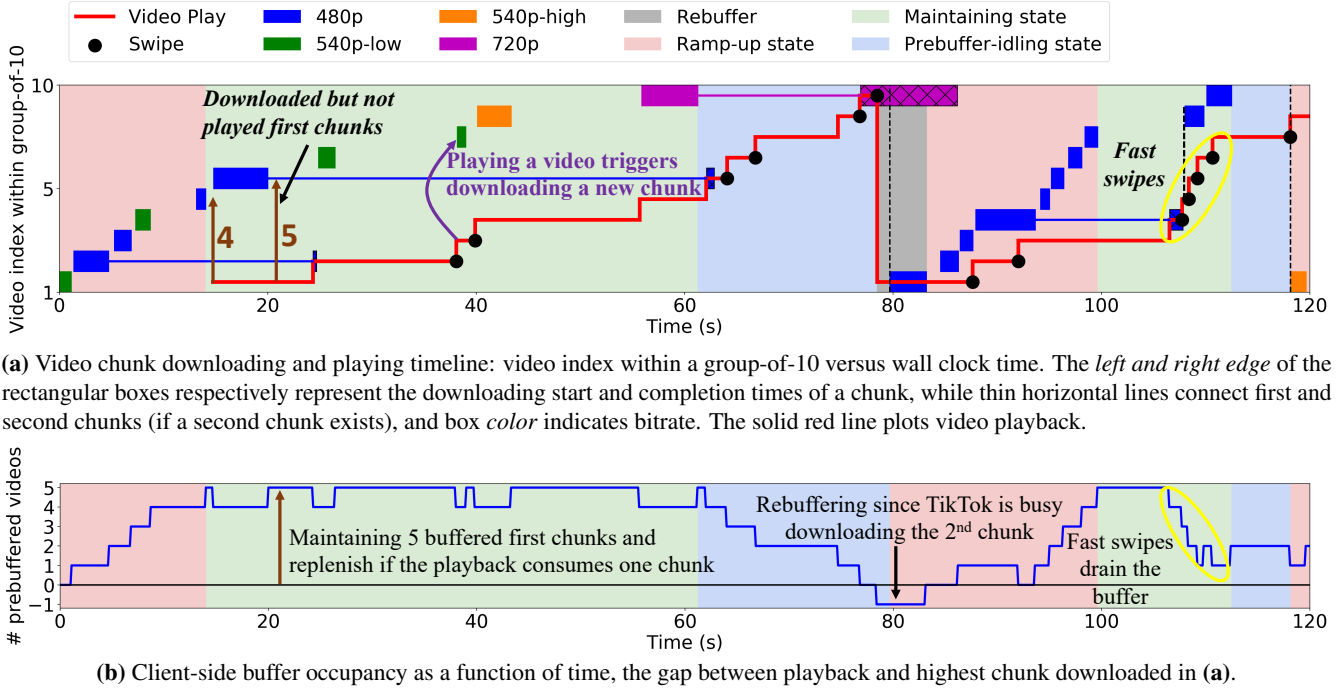 Video Play
480p
540p-high
Rebuffer
Maintaining state
Swipe
540p-low
720p
Ramp-up state
Prebuffer-idling state
Video index within group-of-10
10
5
1
Downloaded but not
played first chunks
4
5
Playing a video triggers
downloading a new chunk
Fast
swipes
0 20 40 60 80 100 120
Time (s)
(a) Video chunk downloading and playing timeline: video index within a group-of-10 versus wall clock time. The left and right edge of the
rectangular boxes respectively represent the downloading start and completion times of a chunk, while thin horizontal lines connect first and
second chunks (if a second chunk exists), and box color indicates bitrate. The solid red line plots video playback.
# prebuffered videos
5
4
3
2
1
0
−1
Maintaining 5 buffered first chunks and
replenish if the playback consumes one chunk
Rebuffering since TikTok is busy
downloading the 2nd chunk
Fast swipes
drain the
buffer
0 20 40 60 80 100 120
Time (s)
(b) Client-side buffer occupancy as a function of time, the gap between playback and highest chunk downloaded in (a).